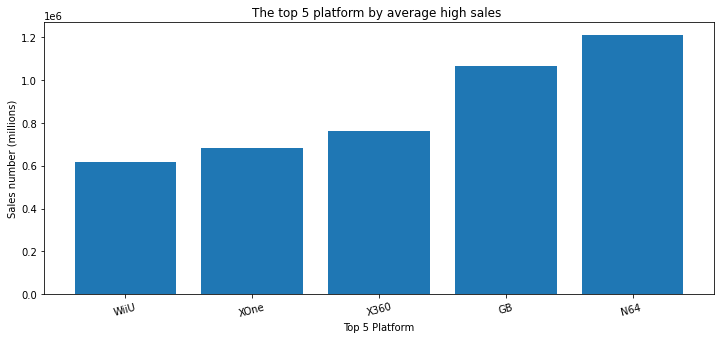 The top 5 platform by average high sales
1e6
Sales number (millions)
1.2
1.0
0.8
0.6
0.4
0.2
0.0
WiiU XOne X360 GB N64
Top 5 Platform